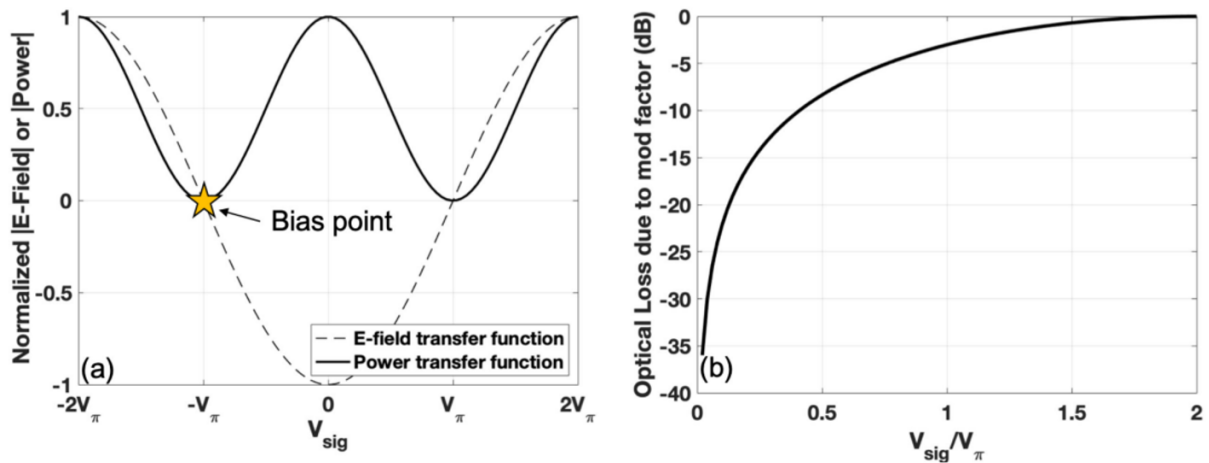 Normalized |E-Field| or |Power|
1
0.5
0
-0.5
-1
Bias point
E-field transfer function
Power transfer function
(a)
-2Vπ
-Vπ
0
Vπ
2Vπ
Vsig
Optical Loss due to mod factor (dB)
0
-5
-10
-15
-20
-25
-30
-35
-40
(b)
0
0.5
1
1.5
2
Vsig/Vπ